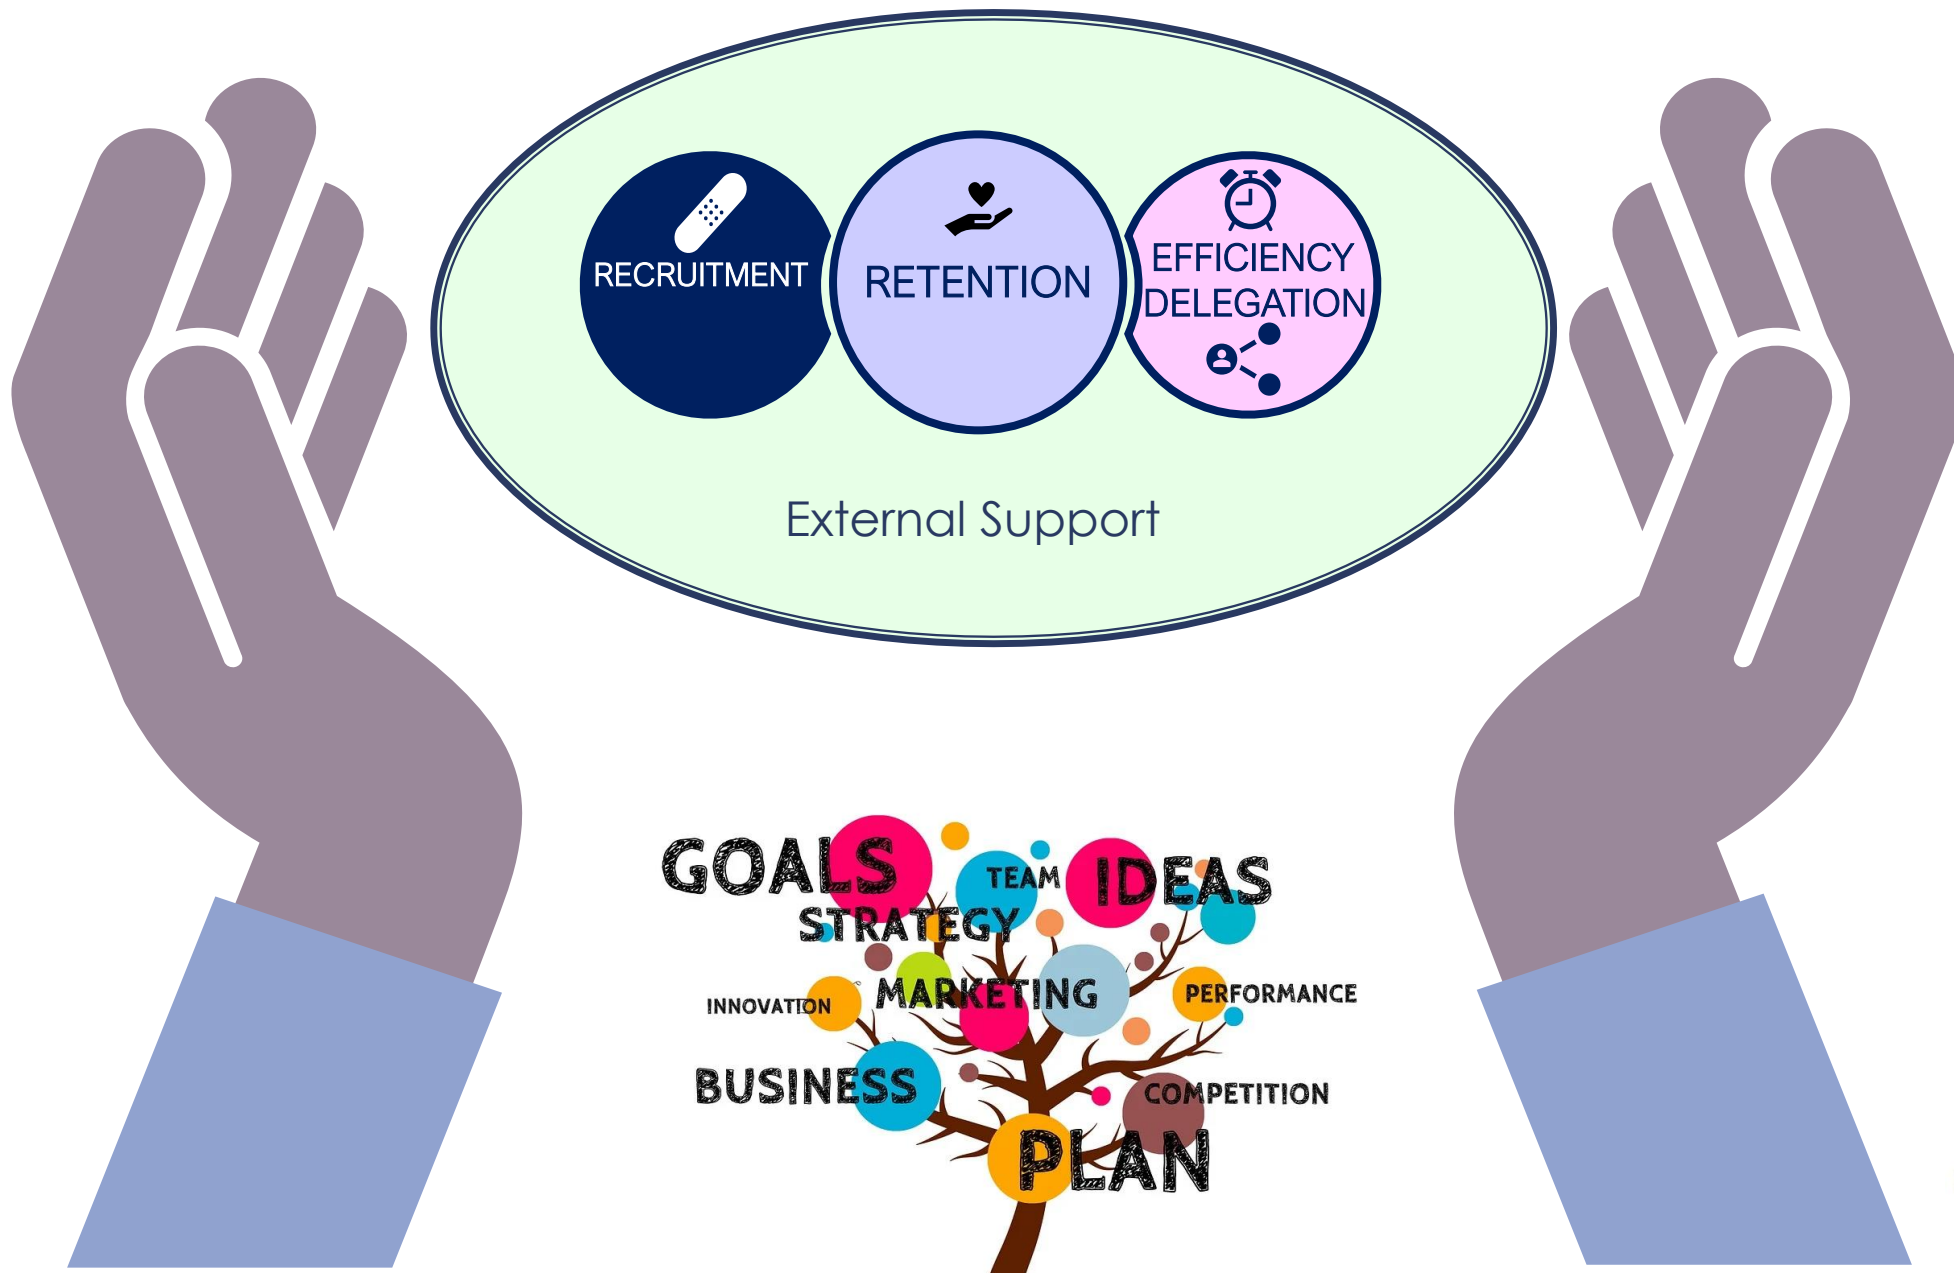 RECRUITMENT
RETENTION
EFFICIENCY
DELEGATION
External Support
GOALS
TEAM
IDEAS
STRATEGY
INNOVATION
MARKETING
PERFORMANCE
BUSINESS
COMPETITION
PLAN